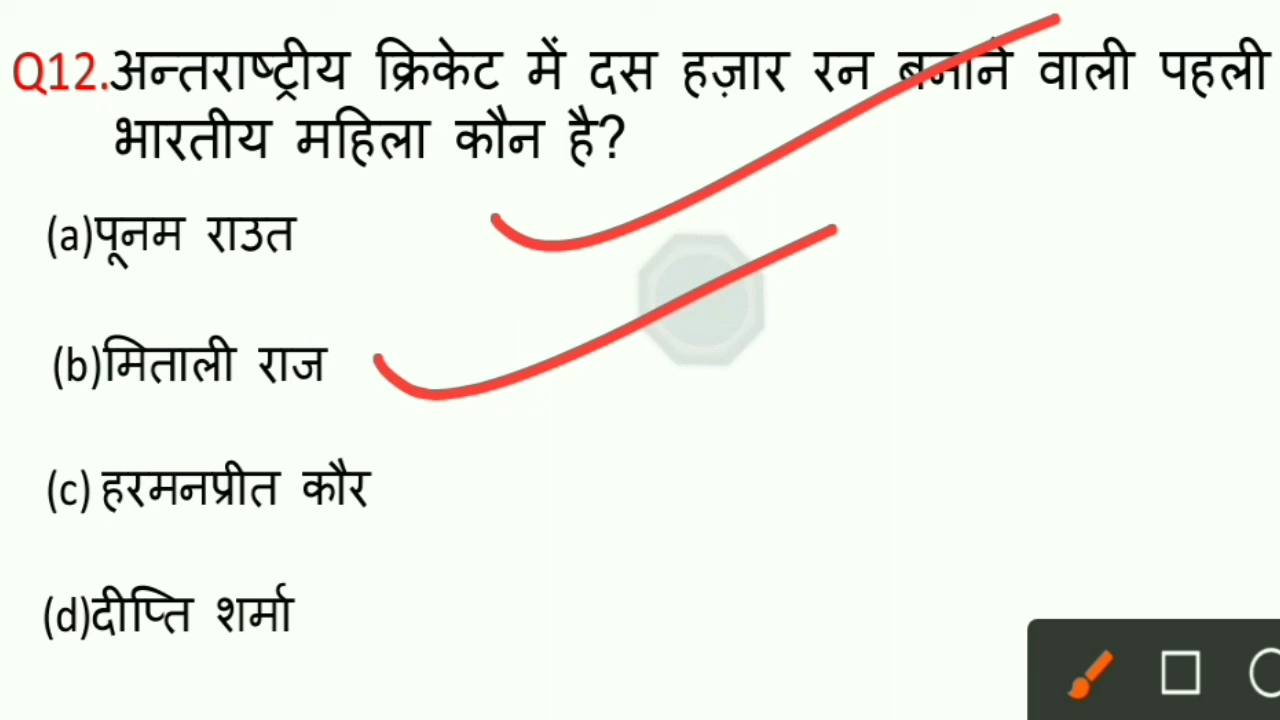 Q12.अन्तराष्ट्रीय क्रिकेट में दस हज़ार रन बनाने वाली पहली
भारतीय महिला कौन है?
(a)पूनम राउत
(b)मिताली राज
(c) हरमनप्रीत कौर
(d)दीप्ति शर्मा